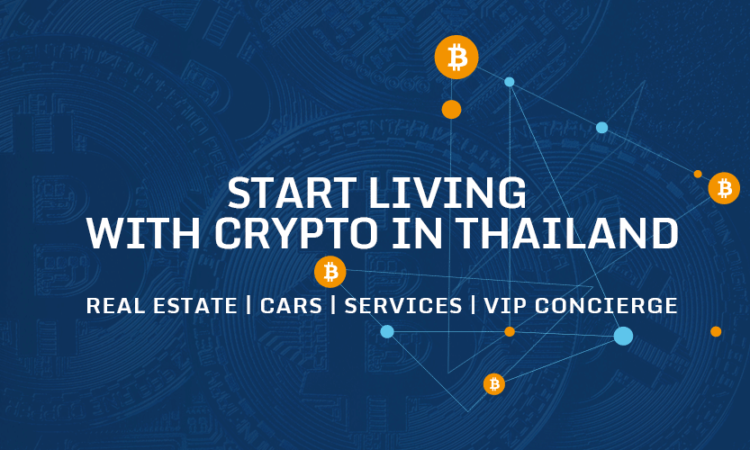 START LIVING
WITH CRYPTO IN THAILAND
REAL ESTATE | CARS | SERVICES | VIP CONCIERGE